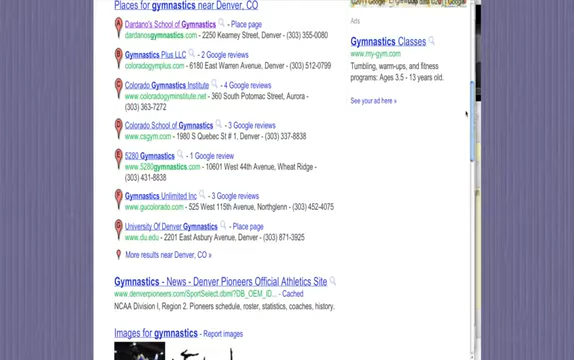 Places for gymnastics near Denver, CO
Dardano's School of Gymnastics - Place page
dardanosgymnastics.com - 2250 Kearney Street, Denver - (303) 355-0080
Gymnastics Plus LLC - 2 Google reviews
coloradogymplus.com - 6180 East Warren Avenue, Denver - (303) 512-0799
Colorado Gymnastics Institute - 4 Google reviews
www.coloradogyminstitute.net - 360 South Potomac Street, Aurora -
(303) 363-7272
Colorado School of Gymnastics - 3 Google reviews
www.csgym.com - 1980 S Quebec St # 1, Denver - (303) 337-8838
5280 Gymnastics - 1 Google review
www.5280gymnastics.com - 10601 West 44th Avenue, Wheat Ridge -
(303) 431-8838
Gymnastics Unlimited Inc - 3 Google reviews
www.gucolorado.com - 525 West 115th Avenue, Northglenn - (303) 452-4075
University Of Denver Gymnastics - Place page
www.du.edu - 2201 East Asbury Avenue, Denver - (303) 871-3925
More results near Denver, CO »
Gymnastics - News - Denver Pioneers Official Athletics Site
www.denverpioneers.com/SportSelect.dbml?DB_OEM_ID... - Cached
NCAA Division I, Region 2. Pioneers schedule, roster, statistics, coaches, history.
Images for gymnastics - Report images
Ads
Gymnastics Classes
www.my-gym.com
Tumbling, warm-ups, and fitness
programs: Ages 3.5 - 13 year old.
See your ad here »